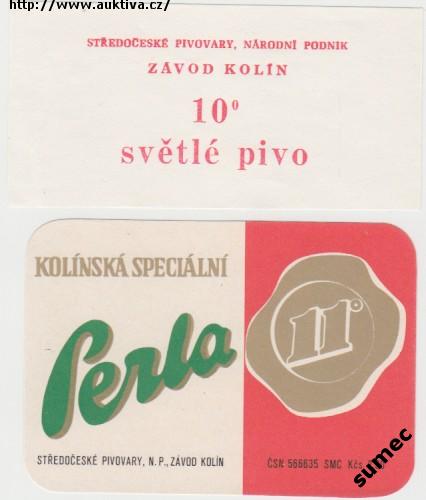 http://www.auktiva.cz/
STŘEDOČESKÉ PIVOVARY, NÁRODNÍ PODNIK
ZÁVOD KOLÍN
10°
světlé pivo
KOLÍNSKÁ SPECIÁLNÍ
Perla
11°
STŘEDOČESKÉ PIVOVARY, N.P., ZÁVOD KOLÍN
ČSN 566635 SMC Kčs
sumec